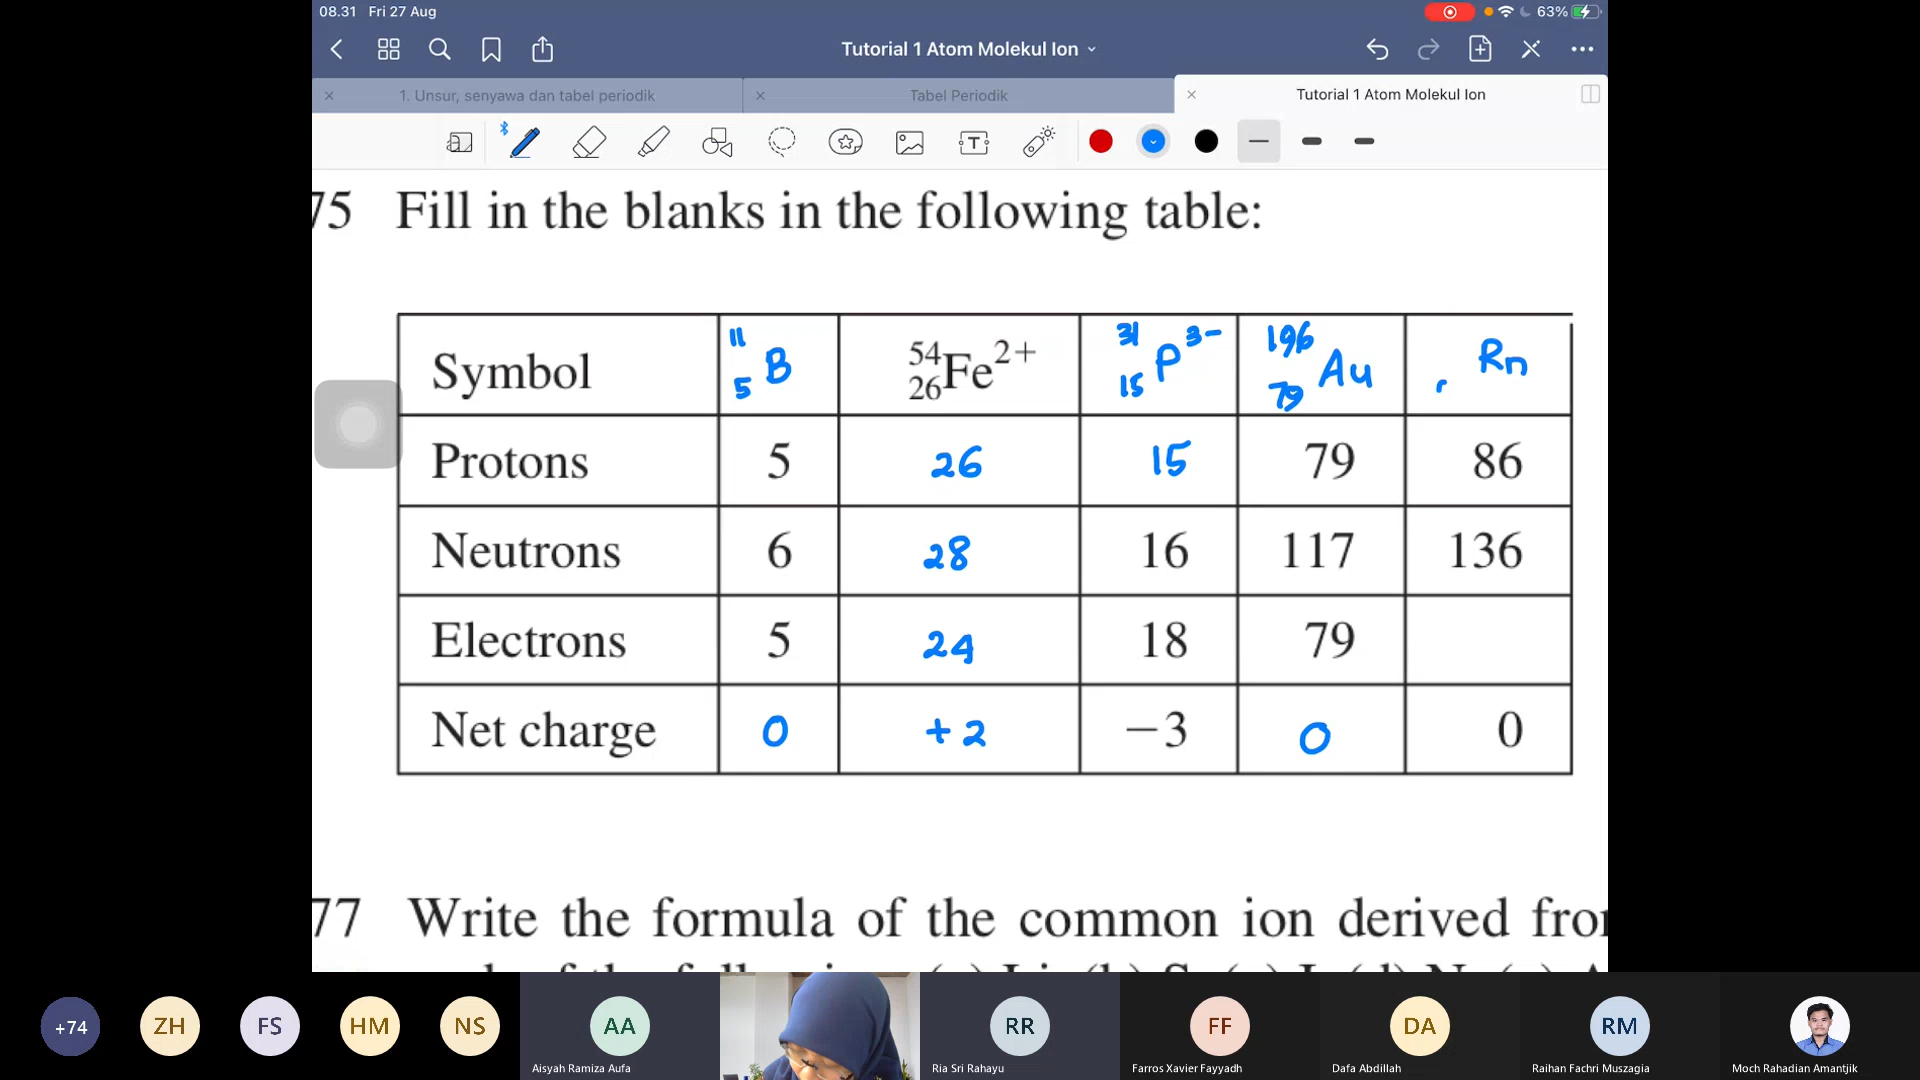 08.31 Fri 27 Aug
63%
Tutorial 1 Atom Molekul Ion
1. Unsur, senyawa dan tabel periodik
Tabel Periodik
Tutorial 1 Atom Molekul Ion
75 Fill in the blanks in the following table:
Symbol 11 5 B 54 26 Fe2+ 31 15 P 3− 196 79 Au Rn
Protons 5 26 15 79 86
Neutrons 6 28 16 117 136
Electrons 5 24 18 79
Net charge 0 +2 −3 0 0
77 Write the formula of the common ion derived from
+74 ZH FS HM NS AA RR FF DA RM
Aisyah Ramiza Aufa Ria Sri Rahayu Farros Xavier Fayyadh Dafa Abdillah Raihan Fachri Muszagia Moch Rahadian Amantjik